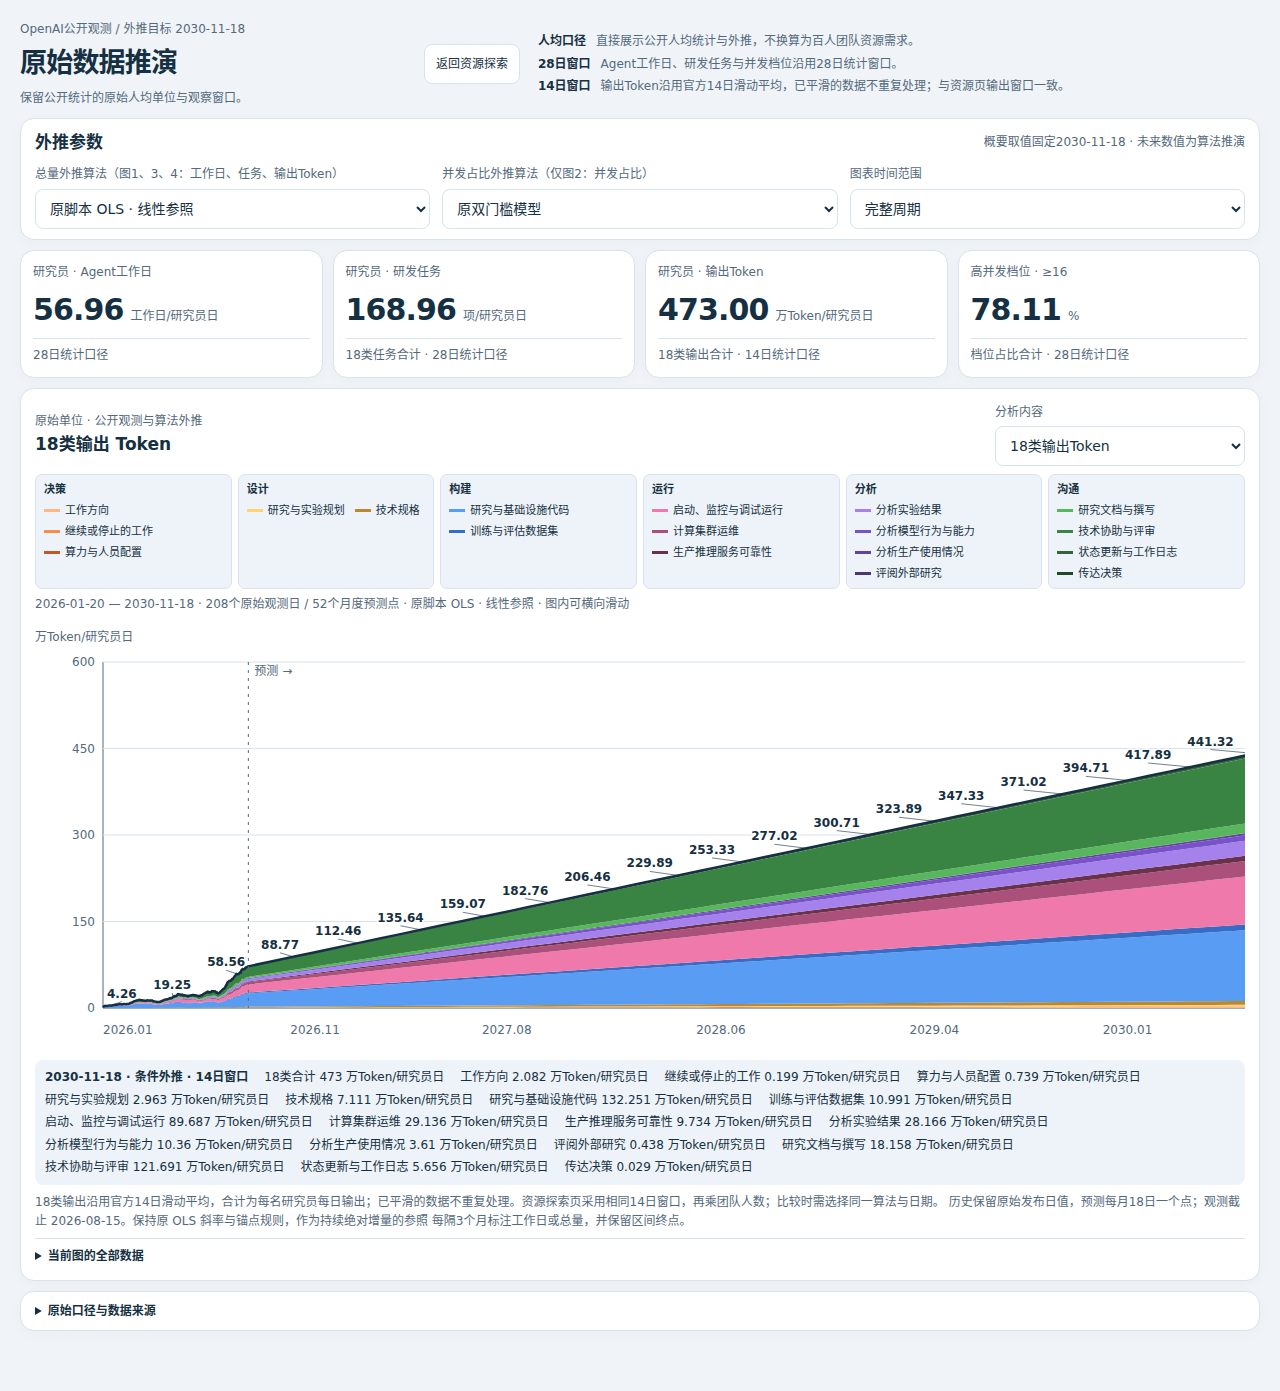 OpenAI公开观测 / 外推目标 2030-11-18
原始数据推演
保留公开统计的原始人均单位与观察窗口。
返回资源探索
人均口径 直接展示公开人均统计与外推，不换算为百人团队资源需求。
28日窗口 Agent工作日、研发任务与并发档位沿用28日统计窗口。
14日窗口 输出Token沿用官方14日滑动平均，已平滑的数据不重复处理；与资源页输出窗口一致。
外推参数
概要取值固定2030-11-18 · 未来数值为算法推演
总量外推算法（图1、3、4：工作日、任务、输出Token）
并发占比外推算法（仅图2：并发占比）
图表时间范围
原脚本 OLS · 线性参照
原双门槛模型
完整周期
研究员 · Agent工作日
56.96 工作日/研究员日
28日统计口径
研究员 · 研发任务
168.96 项/研究员日
18类任务合计 · 28日统计口径
研究员 · 输出Token
473.00 万Token/研究员日
18类输出合计 · 14日统计口径
高并发档位 · ≥16
78.11 %
档位占比合计 · 28日统计口径
原始单位 · 公开观测与算法外推
18类输出 Token
分析内容
18类输出Token
决策
工作方向
继续或停止的工作
算力与人员配置
设计
研究与实验规划 技术规格
构建
研究与基础设施代码
训练与评估数据集
运行
启动、监控与调试运行
计算集群运维
生产推理服务可靠性
分析
分析实验结果
分析模型行为与能力
分析生产使用情况
评阅外部研究
沟通
研究文档与撰写
技术协助与评审
状态更新与工作日志
传达决策
2026-01-20 — 2030-11-18 · 208个原始观测日 / 52个月度预测点 · 原脚本 OLS · 线性参照 · 图内可横向滑动
万Token/研究员日
600
450
300
150
0
预测 →
4.26
19.25
58.56
88.77
112.46
135.64
159.07
182.76
206.46
229.89
253.33
277.02
300.71
323.89
347.33
371.02
394.71
417.89
441.32
2026.01
2026.11
2027.08
2028.06
2029.04
2030.01
2030-11-18 · 条件外推 · 14日窗口 18类合计 473 万Token/研究员日 工作方向 2.082 万Token/研究员日 继续或停止的工作 0.199 万Token/研究员日 算力与人员配置 0.739 万Token/研究员日
研究与实验规划 2.963 万Token/研究员日 技术规格 7.111 万Token/研究员日 研究与基础设施代码 132.251 万Token/研究员日 训练与评估数据集 10.991 万Token/研究员日
启动、监控与调试运行 89.687 万Token/研究员日 计算集群运维 29.136 万Token/研究员日 生产推理服务可靠性 9.734 万Token/研究员日 分析实验结果 28.166 万Token/研究员日
分析模型行为与能力 10.36 万Token/研究员日 分析生产使用情况 3.61 万Token/研究员日 评阅外部研究 0.438 万Token/研究员日 研究文档与撰写 18.158 万Token/研究员日
技术协助与评审 121.691 万Token/研究员日 状态更新与工作日志 5.656 万Token/研究员日 传达决策 0.029 万Token/研究员日
18类输出沿用官方14日滑动平均，合计为每名研究员每日输出；已平滑的数据不重复处理。资源探索页采用相同14日窗口，再乘团队人数；比较时需选择同一算法与日期。 历史保留原始发布日值，预测每月18日一个点；观测截
止 2026-08-15。保持原 OLS 斜率与锚点规则，作为持续绝对增量的参照 每隔3个月标注工作日或总量，并保留区间终点。
当前图的全部数据
原始口径与数据来源